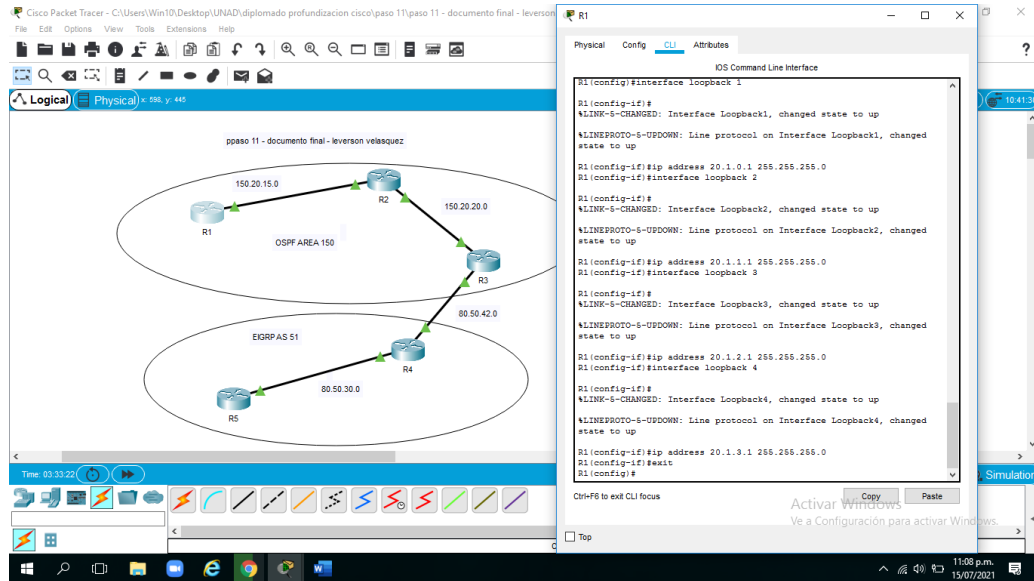 Cisco Packet Tracer - C:\Users\Win10\Desktop\UNAD\diplomado profundizacion cisco\paso 11\paso 11 - documento final - leverson
File Edit Options View Tools Extensions Help
Logical
Physical
x: 598, y: 445
10:41:3
ppaso 11 - documento final - leverson velasquez
150.20.15.0
R2
150.20.20.0
R1
OSPF AREA 150
R3
80.50.42.0
EIGRP AS 51
R4
80.50.30.0
R5
Time: 03:33:22
Simulation
R1
Physical Config CLI Attributes
IOS Command Line Interface
R1(config)#interface loopback 1
R1(config-if)#
%LINK-5-CHANGED: Interface Loopback1, changed state to up
%LINEPROTO-5-UPDOWN: Line protocol on Interface Loopback1, changed
state to up
R1(config-if)#ip address 20.1.0.1 255.255.255.0
R1(config-if)#interface loopback 2
R1(config-if)#
%LINK-5-CHANGED: Interface Loopback2, changed state to up
%LINEPROTO-5-UPDOWN: Line protocol on Interface Loopback2, changed
state to up
R1(config-if)#ip address 20.1.1.1 255.255.255.0
R1(config-if)#interface loopback 3
R1(config-if)#
%LINK-5-CHANGED: Interface Loopback3, changed state to up
%LINEPROTO-5-UPDOWN: Line protocol on Interface Loopback3, changed
state to up
R1(config-if)#ip address 20.1.2.1 255.255.255.0
R1(config-if)#interface loopback 4
R1(config-if)#
%LINK-5-CHANGED: Interface Loopback4, changed state to up
%LINEPROTO-5-UPDOWN: Line protocol on Interface Loopback4, changed
state to up
R1(config-if)#ip address 20.1.3.1 255.255.255.0
R1(config-if)#exit
R1(config)#
Ctrl+F6 to exit CLI focus
Copy Paste
Top
Activar Windows
Ve a Configuración para activar Windows.
11:08 p.m.
15/07/2021